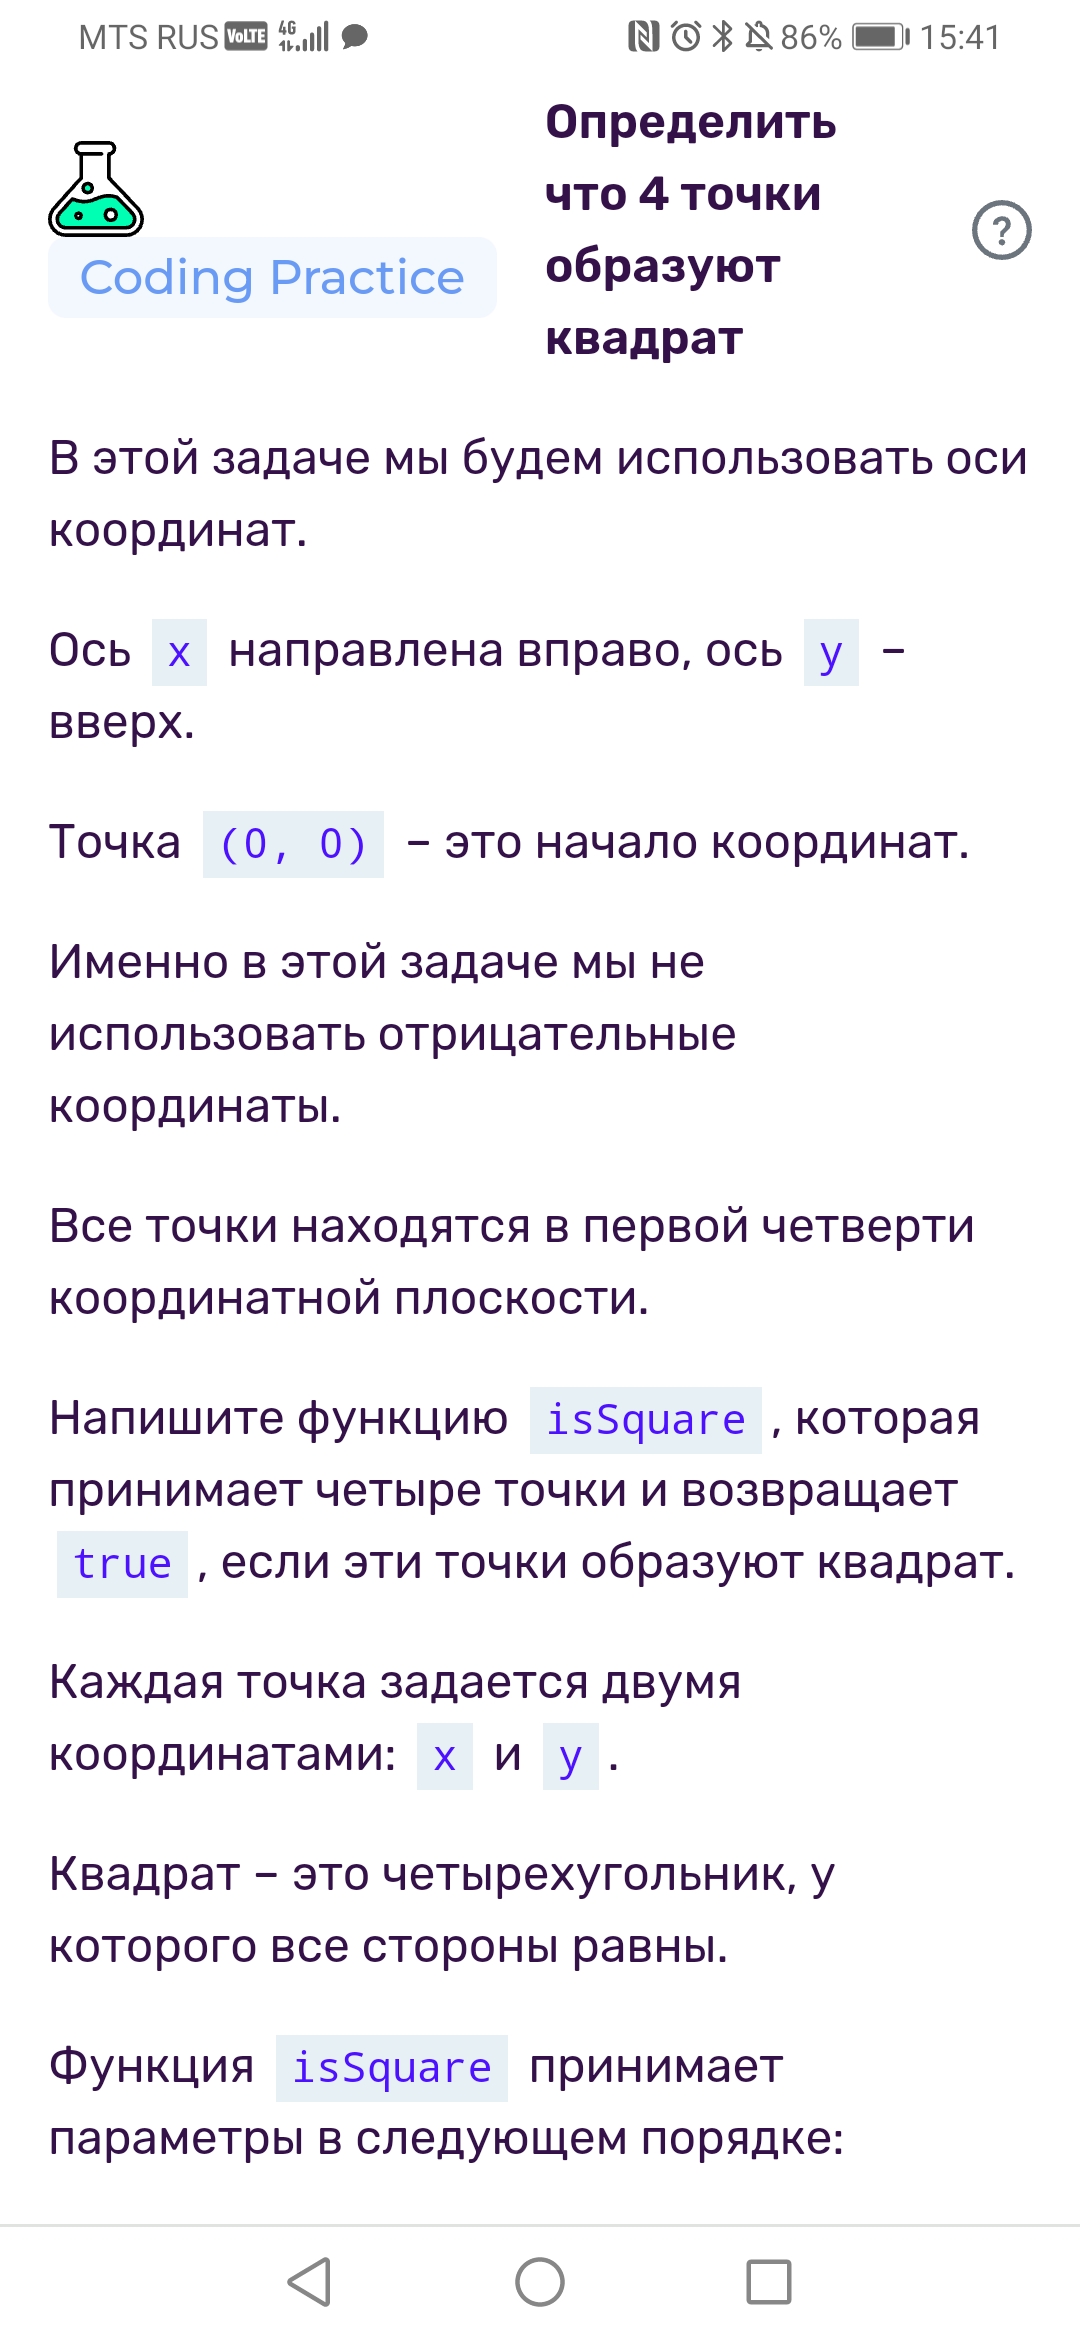 MTS RUS VoLTE 4G 86% 15:41
Coding Practice
Определить
что 4 точки
образуют
квадрат
?
В этой задаче мы будем использовать оси
координат.
Ось x направлена вправо, ось y –
вверх.
Точка (0, 0) – это начало координат.
Именно в этой задаче мы не
использовать отрицательные
координаты.
Все точки находятся в первой четверти
координатной плоскости.
Напишите функцию isSquare, которая
принимает четыре точки и возвращает
true, если эти точки образуют квадрат.
Каждая точка задается двумя
координатами: x и y.
Квадрат – это четырехугольник, у
которого все стороны равны.
Функция isSquare принимает
параметры в следующем порядке: